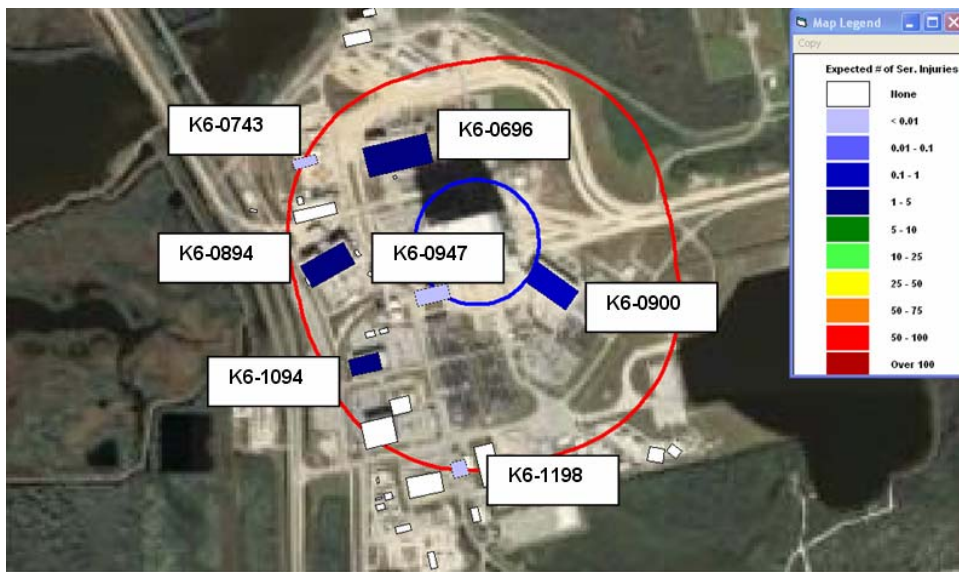 Map Legend
Copy
Expected # of Ser. Injuries
None
< 0.01
0.01 - 0.1
0.1 - 1
1 - 5
5 - 10
10 - 25
25 - 50
50 - 75
50 - 100
Over 100
K6-0743
K6-0696
K6-0894
K6-0947
K6-0900
K6-1094
K6-1198